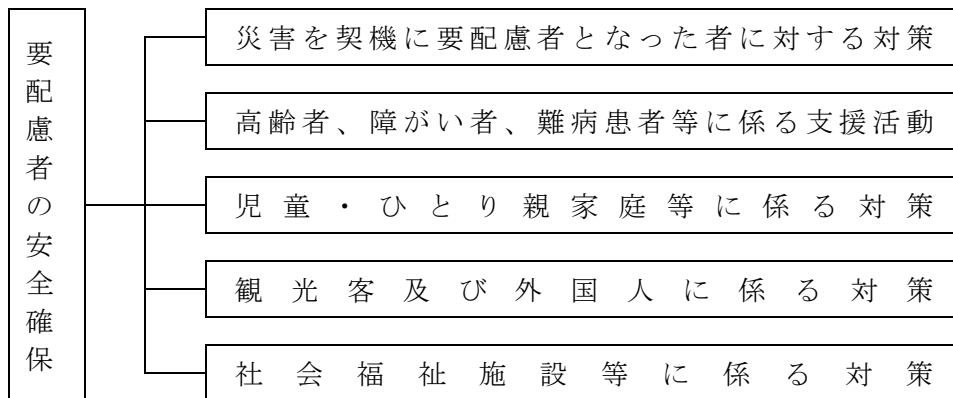 要配慮者の安全確保
災害を契機に要配慮者となった者に対する対策
高齢者、障がい者、難病患者等に係る支援活動
児童・ひとり親家庭等に係る対策
観光客及び外国人に係る対策
社会福祉施設等に係る対策